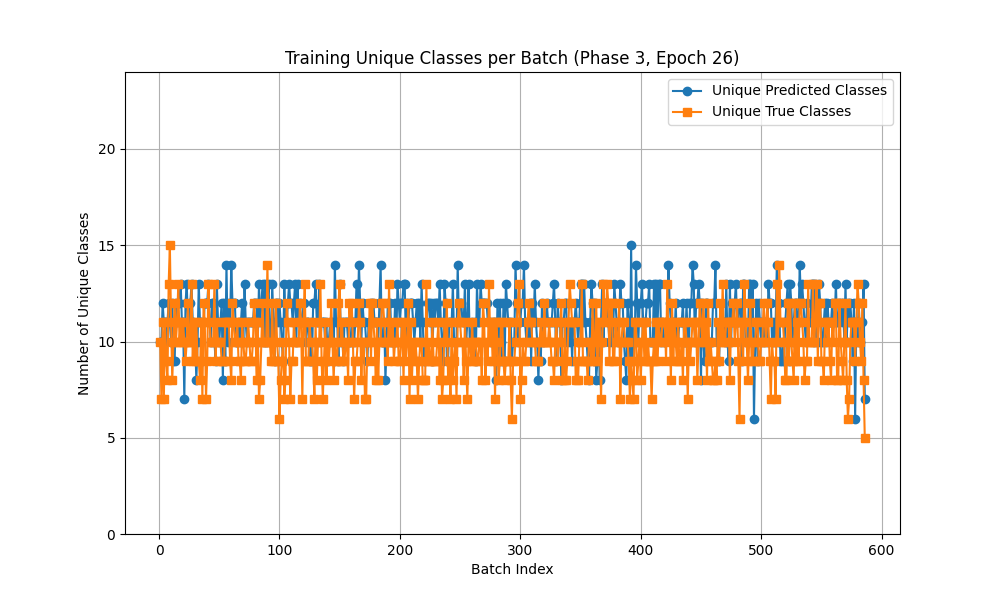 Training Unique Classes per Batch (Phase 3, Epoch 26)
Unique Predicted Classes
Unique True Classes
Number of Unique Classes
20
15
10
5
0
0 100 200 300 400 500 600
Batch Index